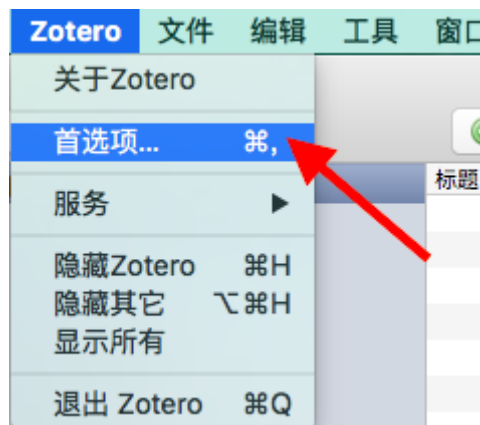 Zotero 文件 编辑 工具 窗口
关于Zotero
首选项... ⌘,
标题
服务 ▶
隐藏Zotero ⌘H
隐藏其它 ⌥⌘H
显示所有
退出 Zotero ⌘Q